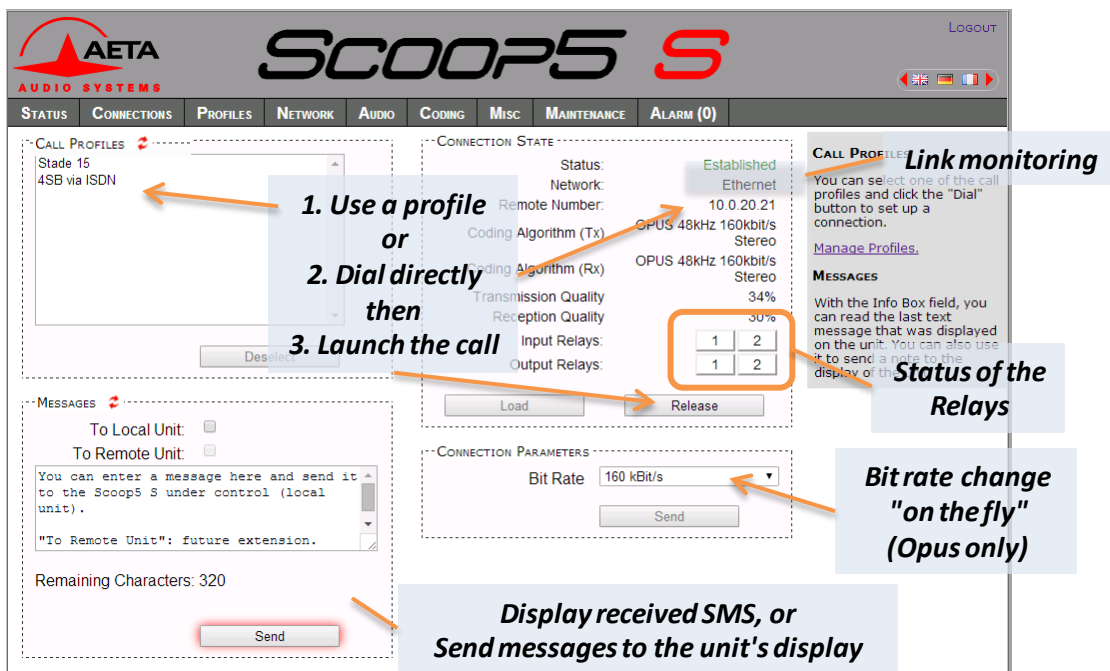 AETA
AUDIO SYSTEMS
SCOOP5 S
LOGOUT
STATUS CONNECTIONS PROFILES NETWORK AUDIO CODING MISC MAINTENANCE ALARM (0)
CALL PROFILES
Stade 15
4SB via ISDN
Deselect
1. Use a profile
or
2. Dial directly
then
3. Launch the call
CONNECTION STATE
Status: Established
Network: Ethernet
Remote Number: 10.0.20.21
Coding Algorithm (Tx) OPUS 48kHz 160kbit/s
Stereo
Coding Algorithm (Rx) OPUS 48kHz 160kbit/s
Stereo
Transmission Quality 34%
Reception Quality 30%
Input Relays: 1 2
Output Relays: 1 2
Load Release
CALL PROFILES
You can select one of the call
profiles and click the "Dial"
button to set up a
connection.
Manage Profiles.
MESSAGES
With the Info Box field, you
can read the last text
message that was displayed
on the unit. You can also use
it to send a note to the
display of the
Link monitoring
Status of the
Relays
MESSAGES
To Local Unit:
To Remote Unit:
You can enter a message here and send it
to the Scoop5 S under control (local
unit).
"To Remote Unit": future extension.
Remaining Characters: 320
Send
CONNECTION PARAMETERS
Bit Rate 160 kBit/s
Send
Bit rate change
"on the fly"
(Opus only)
Display received SMS, or
Send messages to the unit's display